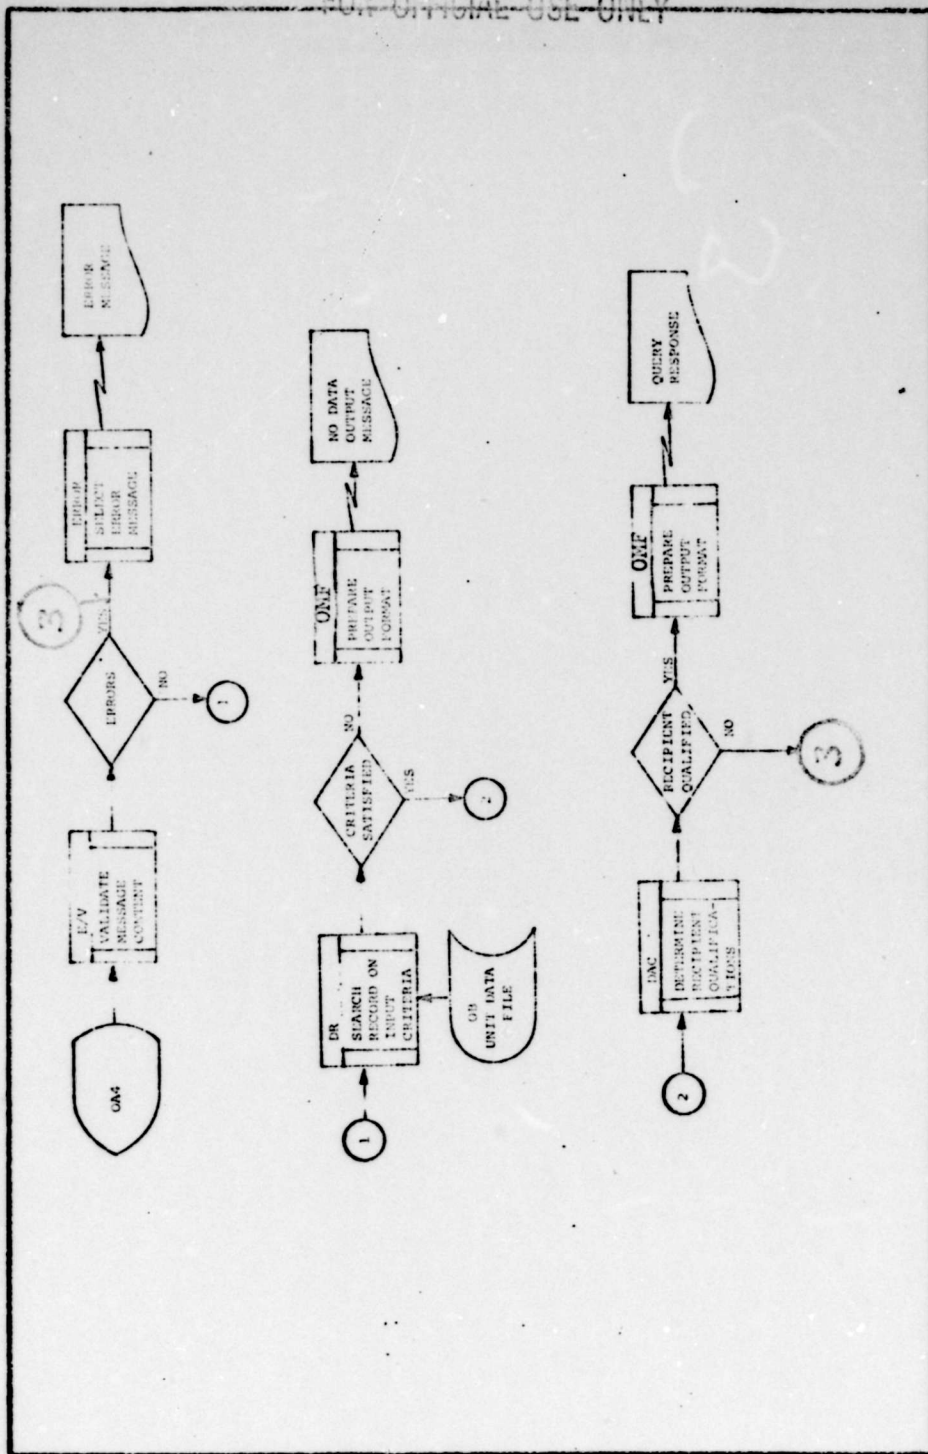 FOR OFFICIAL USE ONLY
OA4
E/V
VALIDATE
MESSAGE
CONTENT
ERRORS
YES
3
NO
1
ERROR
SELECT
ERROR
MESSAGE
ERROR
MESSAGE
1
DR
SEARCH
RECORD ON
INPUT
CRITERIA
UNIT DATA
FILE
CRITERIA
SATISFIED
NO
YES
2
OMF
PREPARE
OUTPUT
FORMAT
NO DATA
OUTPUT
MESSAGE
2
DAC
DETERMINE
RECIPIENT
QUALIFICA-
TIONS
RECIPIENT
QUALIFIED
YES
NO
3
OMF
PREPARE
OUTPUT
FORMAT
QUERY
RESPONSE